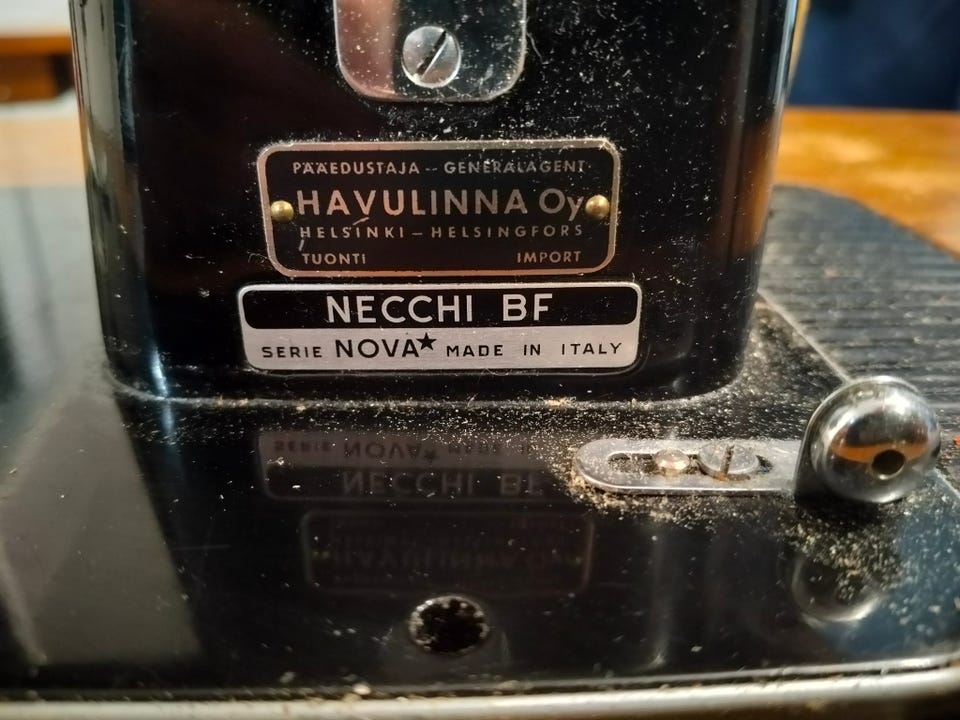 PÄÄEDUSTAJA -- GENERALAGENT
HAVULINNA Oy
HELSINKI – HELSINGFORS
TUONTI IMPORT
NECCHI BF
SERIE NOVA★ MADE IN ITALY